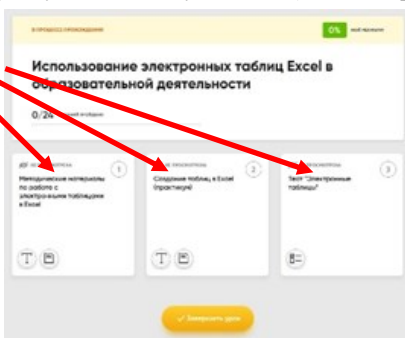 В ПРОЦЕССЕ ПРОХОЖДЕНИЯ
0%
Использование электронных таблиц Excel в
образовательной деятельности
0/24
1
Методические материалы
по работе с
электронными таблицами
в Excel
2
Создание таблиц в Excel
(практикум)
3
Тест "Электронные
таблицы"
T
T
Завершить урок